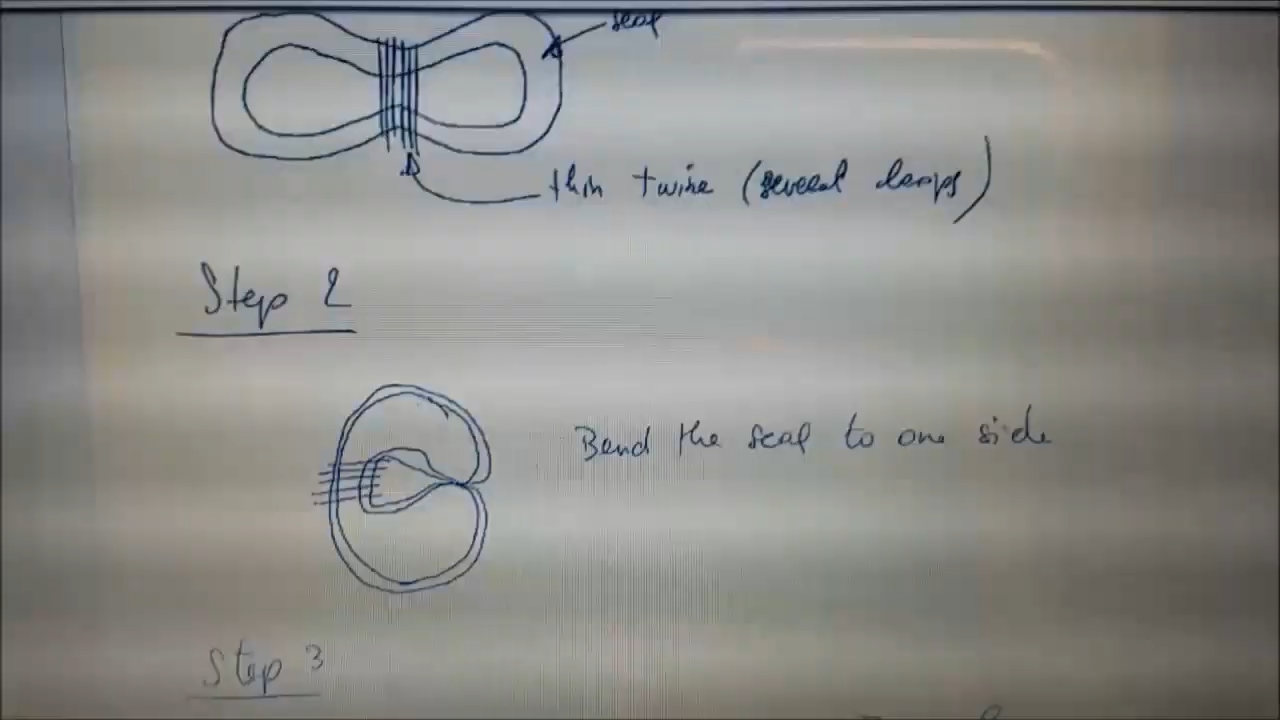 seal
thin twine (several loops)
Step 2
Bend the seal to one side
Step 3